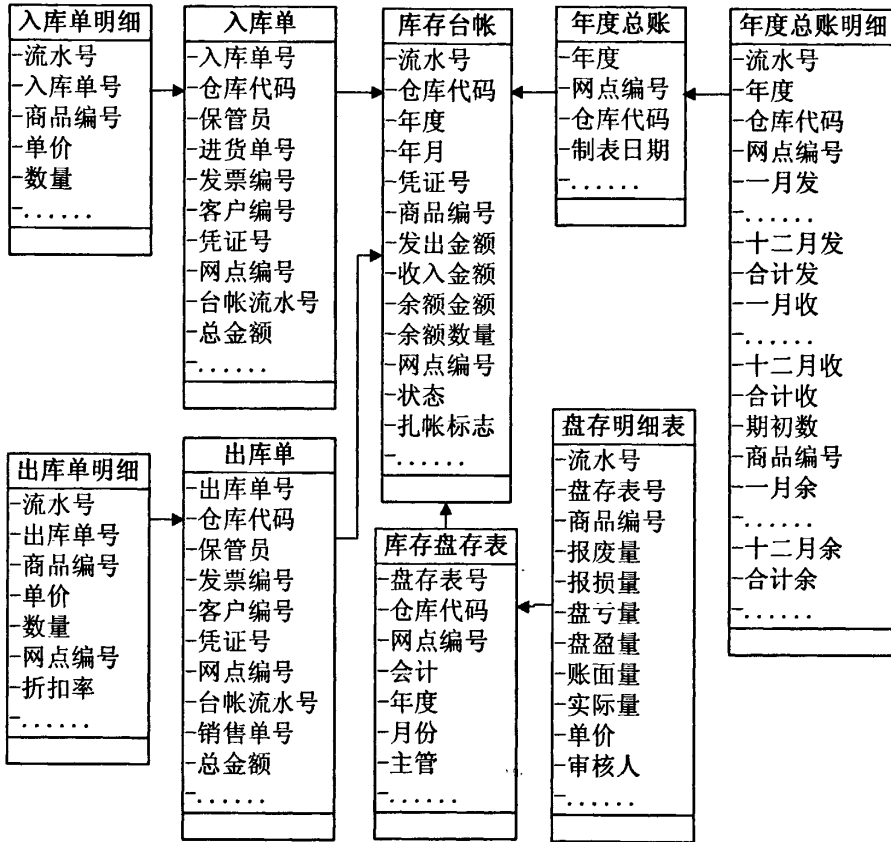 入库单明细
-流水号
-入库单号
-商品编号
-单价
-数量
-......
入库单
-入库单号
-仓库代码
-保管员
-进货单号
-发票编号
-客户编号
-凭证号
-网点编号
-台帐流水号
-总金额
-......
库存台帐
-流水号
-仓库代码
-年度
-年月
-凭证号
-商品编号
-发出金额
-收入金额
-余额金额
-余额数量
-网点编号
-状态
-扎帐标志
-......
年度总账
-年度
-网点编号
-仓库代码
-制表日期
-......
年度总账明细
-流水号
-年度
-仓库代码
-网点编号
-一月发
-......
-十二月发
-合计发
-一月收
-......
-十二月收
-合计收
-期初数
-商品编号
-一月余
-......
-十二月余
-合计余
-......
出库单明细
-流水号
-出库单号
-商品编号
-单价
-数量
-网点编号
-折扣率
-......
出库单
-出库单号
-仓库代码
-保管员
-发票编号
-客户编号
-凭证号
-网点编号
-台帐流水号
-销售单号
-总金额
-......
库存盘存表
-盘存表号
-仓库代码
-网点编号
-会计
-年度
-月份
-主管
-......
盘存明细表
-流水号
-盘存表号
-商品编号
-报废量
-报损量
-盘亏量
-盘盈量
-账面量
-实际量
-单价
-审核人
-......